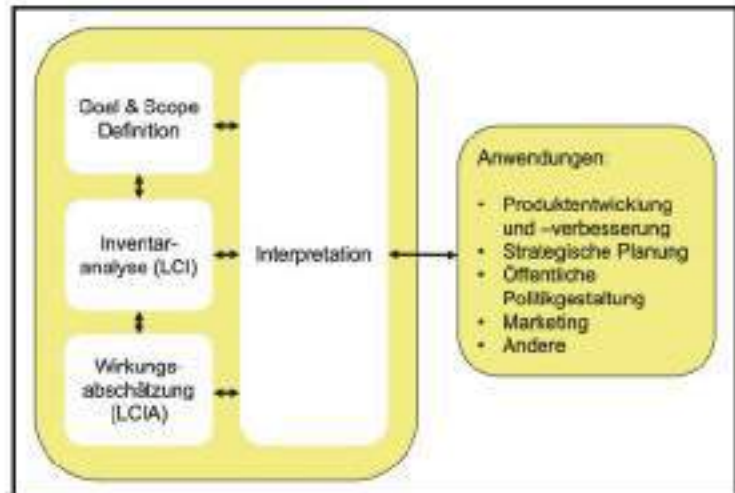 Goal & Scope
Definition
Inventar-
analyse (LCI)
Wirkungs-
abschätzung
(LCIA)
Interpretation
Anwendungen:
• Produktentwicklung
und –verbesserung
• Strategische Planung
• Öffentliche
Politikgestaltung
• Marketing
• Andere